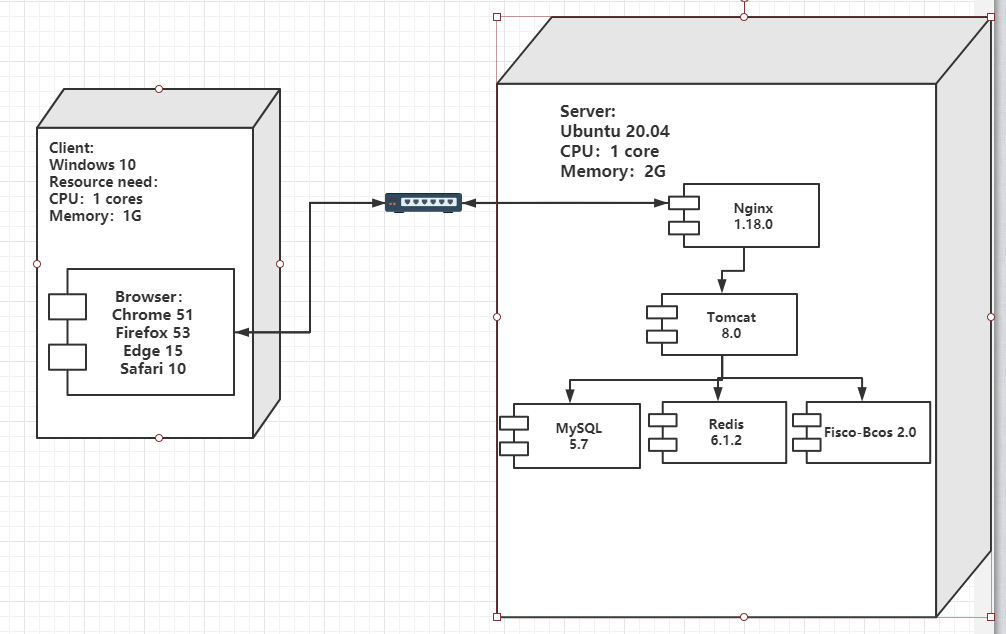 Client:
Windows 10
Resource need：
CPU：1 cores
Memory：1G
Browser：
Chrome 51
Firefox 53
Edge 15
Safari 10
Server:
Ubuntu 20.04
CPU：1 core
Memory：2G
Nginx
1.18.0
Tomcat
8.0
MySQL
5.7
Redis
6.1.2
Fisco-Bcos 2.0